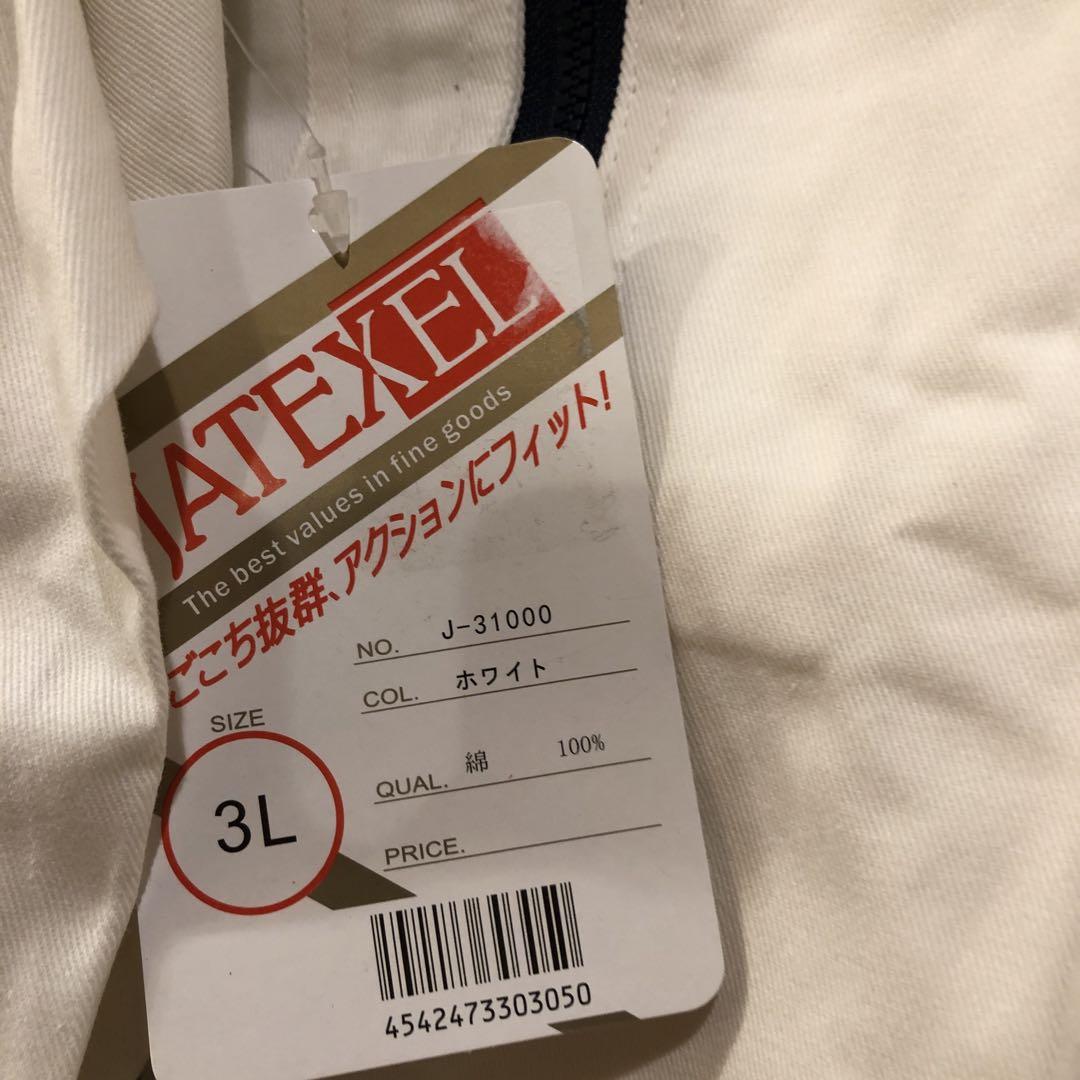 JATEXEL
The best values in fine goods
ごこち抜群、アクションにフィット!
NO. J-31000
COL. ホワイト
SIZE
3L
QUAL. 綿 100%
PRICE.
4542473303050